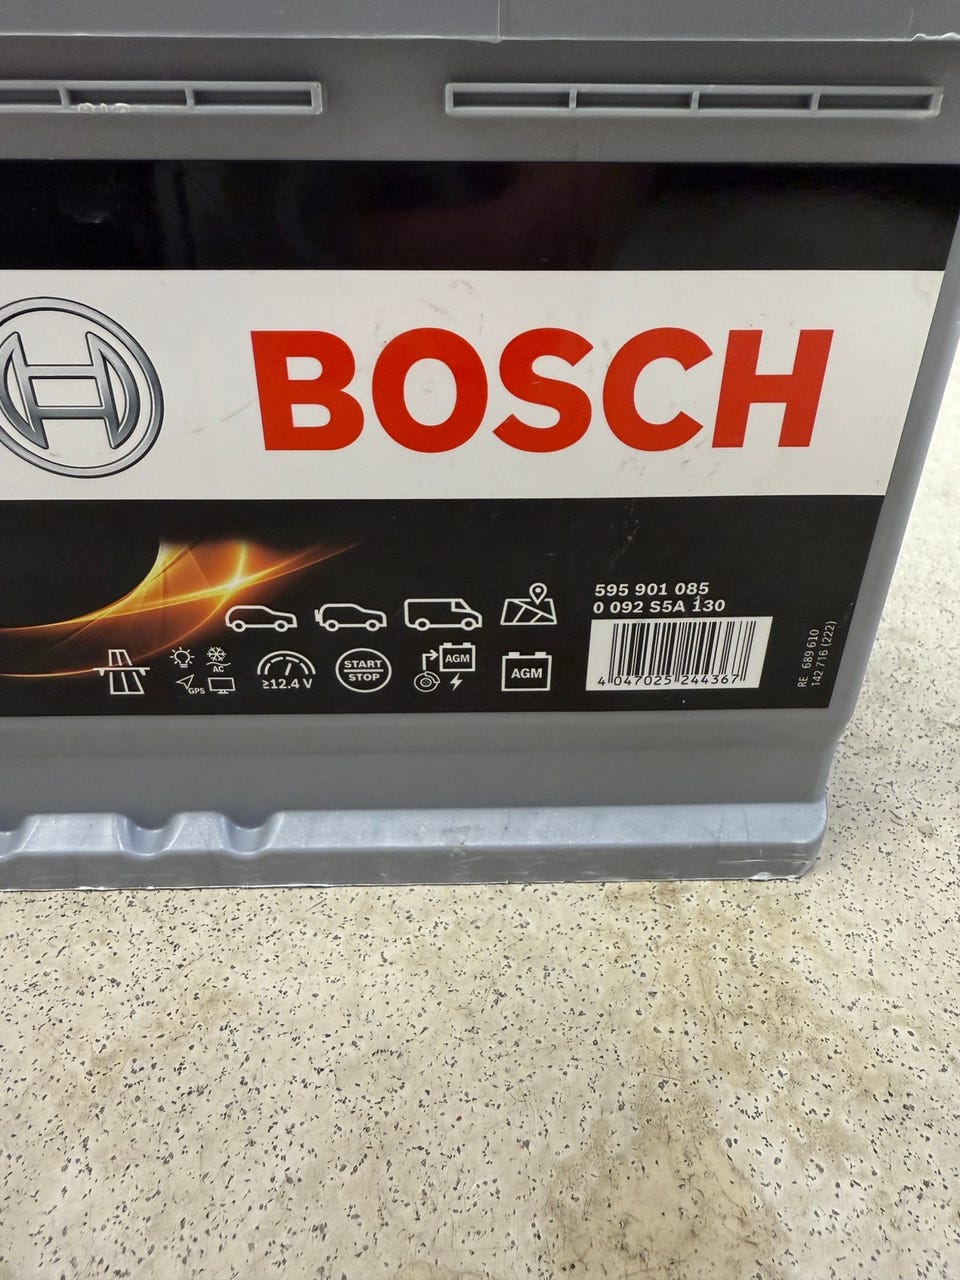 BOSCH
595 901 085
0 092 S5A 130
AC
GPS
≥12.4 V
START
STOP
AGM
AGM
4 047025 244367
RE 689 610
142 716 (222)